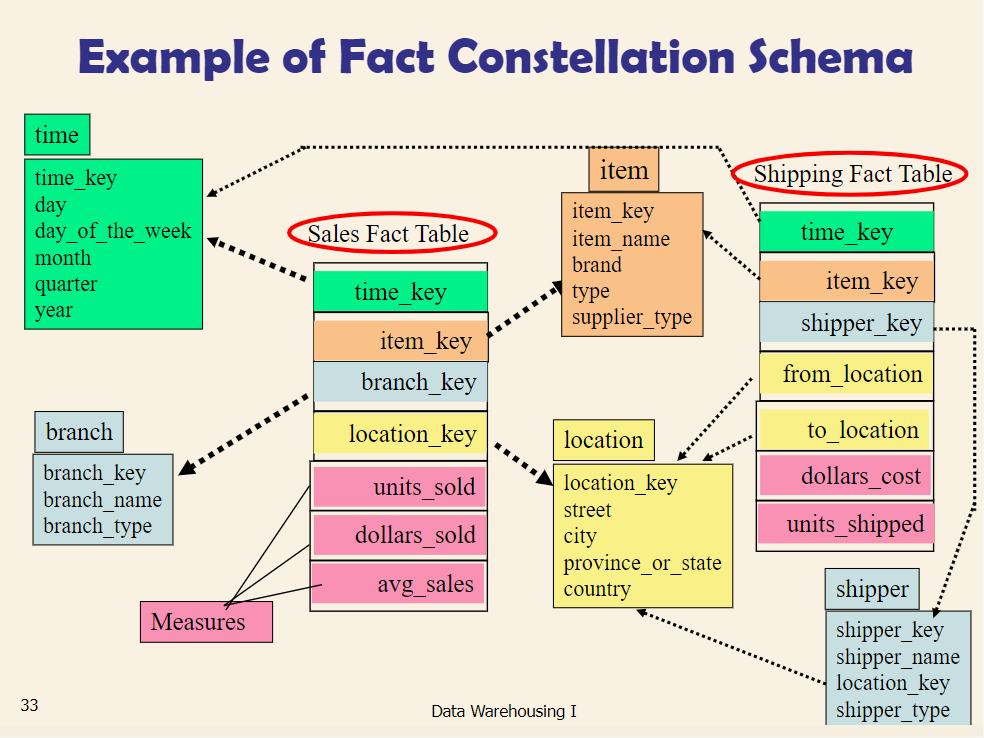 Example of Fact Constellation Schema
time
time_key
day
day_of_the_week
month
quarter
year
Sales Fact Table
time_key
item_key
branch_key
location_key
units_sold
dollars_sold
avg_sales
Measures
branch
branch_key
branch_name
branch_type
item
item_key
item_name
brand
type
supplier_type
location
location_key
street
city
province_or_state
country
Shipping Fact Table
time_key
item_key
shipper_key
from_location
to_location
dollars_cost
units_shipped
shipper
shipper_key
shipper_name
location_key
shipper_type
33
Data Warehousing I